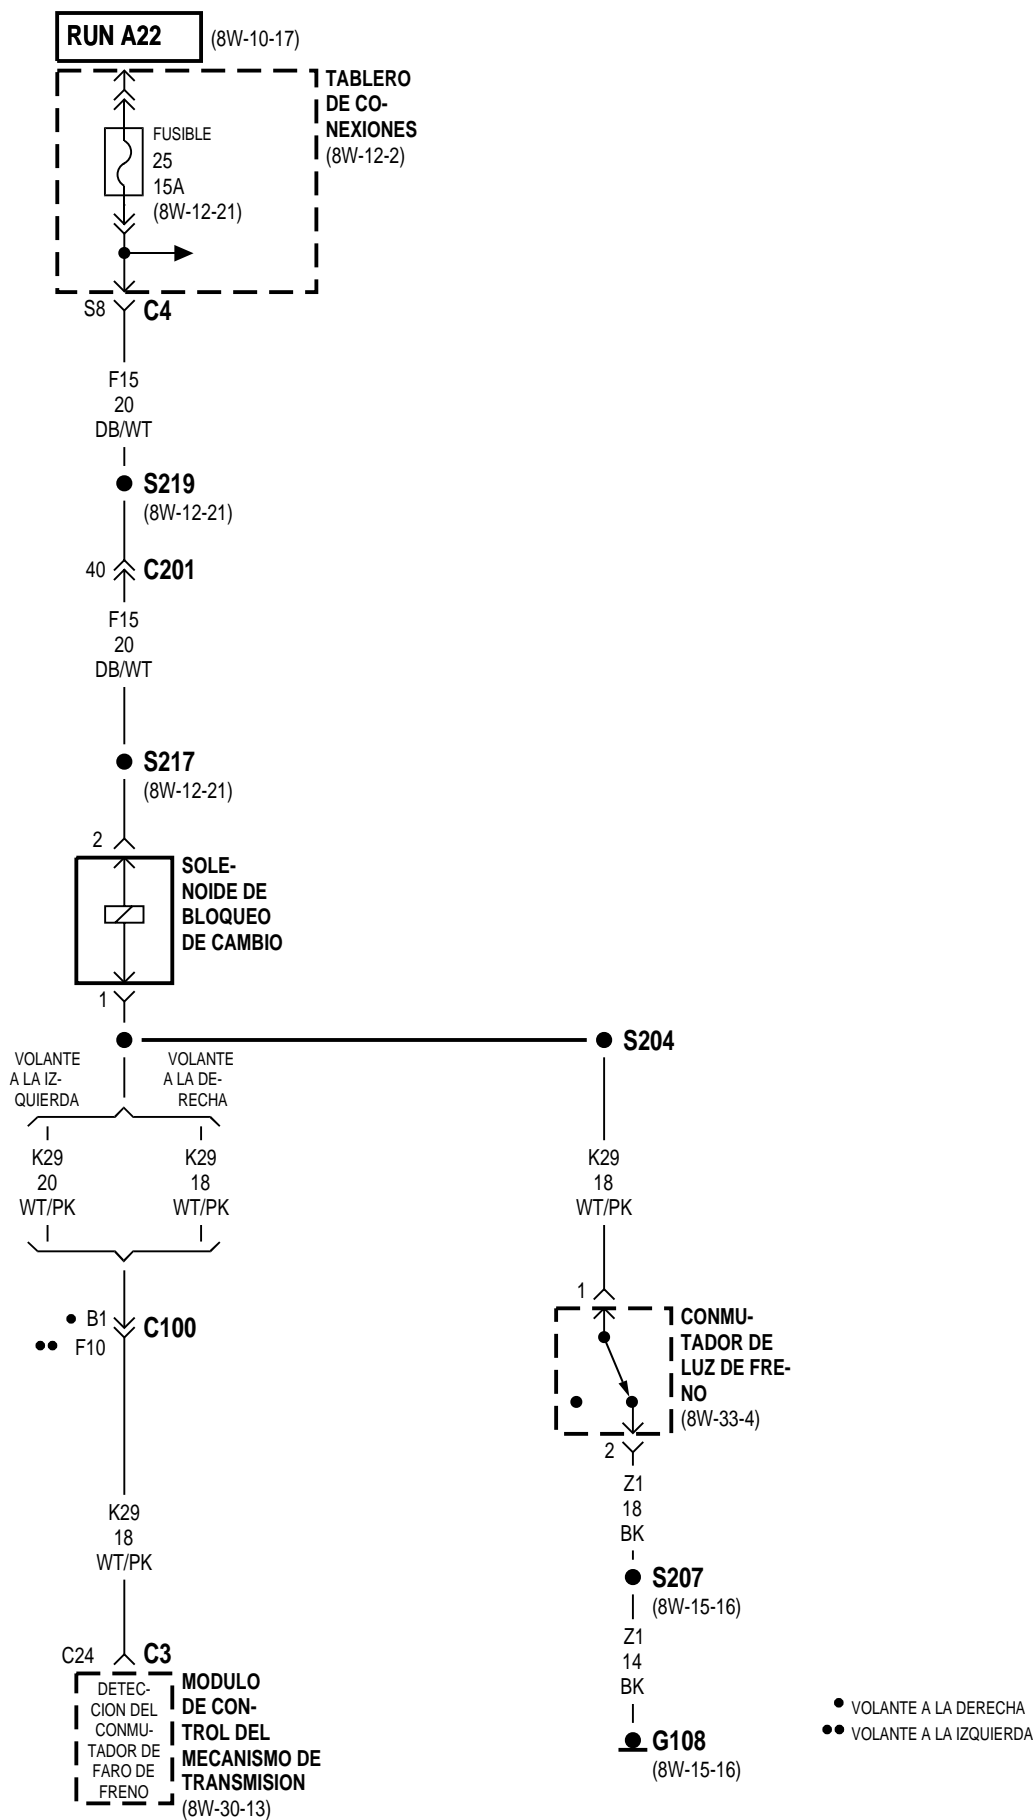 RUN A22 (8W-10-17)
TABLERO
DE CO-
NEXIONES
(8W-12-2)
FUSIBLE
25
15A
(8W-12-21)
S8 C4
F15
20
DB/WT
S219
(8W-12-21)
40 C201
F15
20
DB/WT
S217
(8W-12-21)
2
SOLE-
NOIDE DE
BLOQUEO
DE CAMBIO
1
S204
VOLANTE
A LA IZ-
QUIERDA
VOLANTE
A LA DE-
RECHA
K29
20
WT/PK
K29
18
WT/PK
K29
18
WT/PK
B1 C100
F10
1
CONMU-
TADOR DE
LUZ DE FRE-
NO
(8W-33-4)
2
Z1
18
BK
K29
18
WT/PK
S207
(8W-15-16)
Z1
14
BK
C24 C3
DETEC-
CION DEL
CONMU-
TADOR DE
FARO DE
FRENO
MODULO
DE CON-
TROL DEL
MECANISMO DE
TRANSMISION
(8W-30-13)
G108
(8W-15-16)
VOLANTE A LA DERECHA
VOLANTE A LA IZQUIERDA